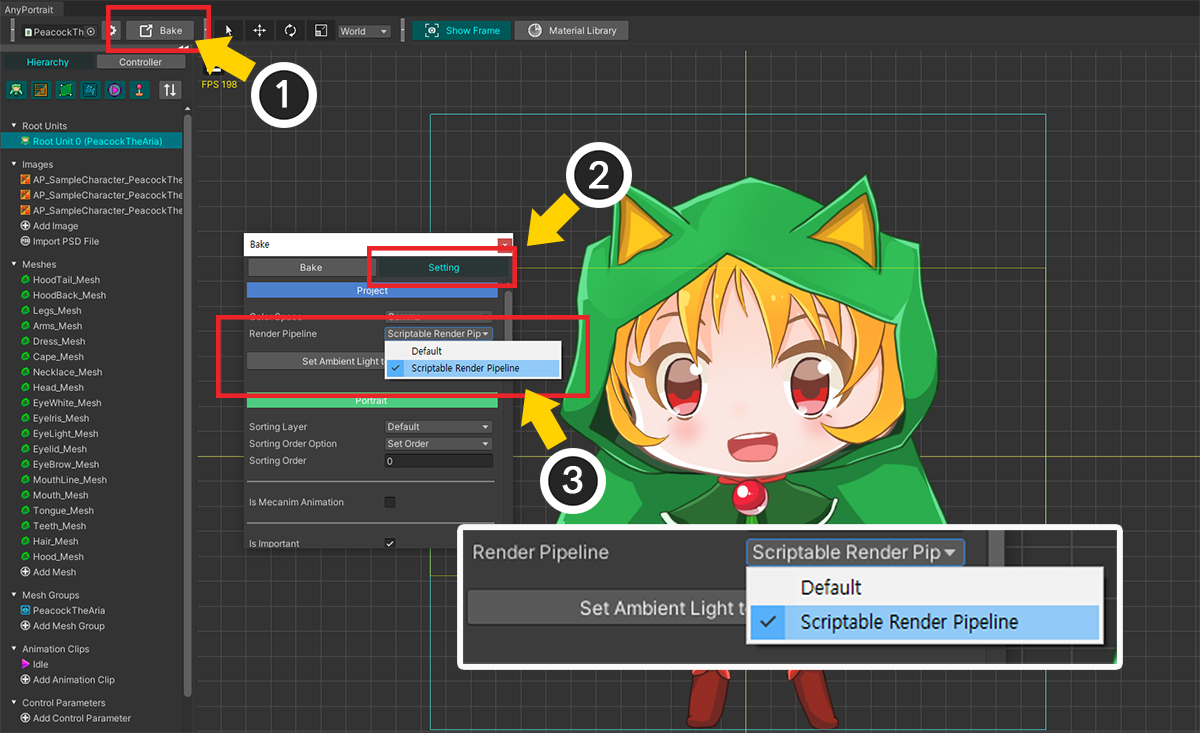 AnyPortrait
PeacockTh
Bake
World
Show Frame
Material Library
Hierarchy
Controller
FPS 198
1
Root Units
Root Unit 0 (PeacockTheAria)
Images
AP_SampleCharacter_PeacockThe
AP_SampleCharacter_PeacockThe
AP_SampleCharacter_PeacockThe
Add Image
Import PSD File
Meshes
HoodTail_Mesh
HoodBack_Mesh
Legs_Mesh
Arms_Mesh
Dress_Mesh
Cape_Mesh
Necklace_Mesh
Head_Mesh
EyeWhite_Mesh
EyeIris_Mesh
EyeLight_Mesh
Eyelid_Mesh
EyeBrow_Mesh
MouthLine_Mesh
Mouth_Mesh
Tongue_Mesh
Teeth_Mesh
Hair_Mesh
Hood_Mesh
Add Mesh
Mesh Groups
PeacockTheAria
Add Mesh Group
Animation Clips
Idle
Add Animation Clip
Control Parameters
Add Control Parameter
2
Bake
Bake
Setting
Project
Color Space
Gamma
Render Pipeline
Scriptable Render Pip
Default
Set Ambient Light t
Scriptable Render Pipeline
Portrait
Sorting Layer
Default
Sorting Order Option
Set Order
Sorting Order
0
Is Mecanim Animation
Is Important
3
Render Pipeline
Scriptable Render Pip
Default
Set Ambient Light to
Scriptable Render Pipeline